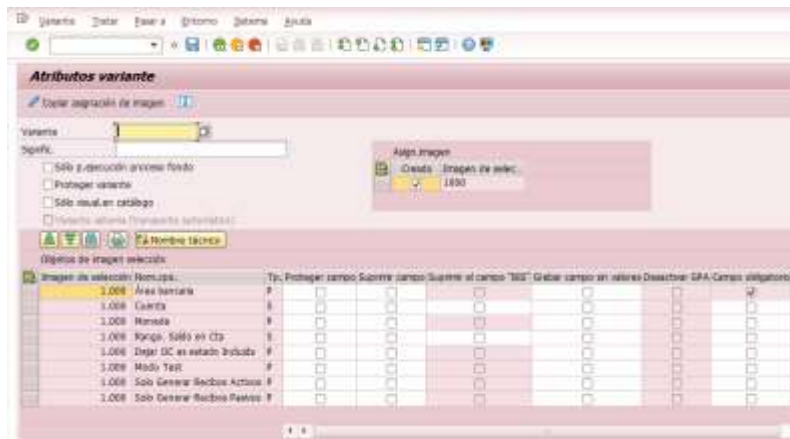 Variante Tratar Pasar a Entorno Sistema Ayuda
Atributos variante
Copiar asignación de imagen
Variante
Signific.
Sólo p.ejecución proceso fondo
Proteger variante
Sólo visual.en catálogo
Asign.imagen
Creado Imagen de selec.
1000
Nombre técnico
Objetos de imagen selección
Imagen de selección Nom.cpo. Tp. Proteger campo Suprimir campo Suprimir el campo Grabar campo sin valores Desactivar GPA Campo obligatorio
1.000 Área bancaria P
1.000 Cuenta S
1.000 Moneda P
1.000 Rango. Saldo en Cta S
1.000 Dejar DC en estado Incluido P
1.000 Modo Test P
1.000 Solo Generar Recibos Activos P
1.000 Solo Generar Recibos Pasivos P